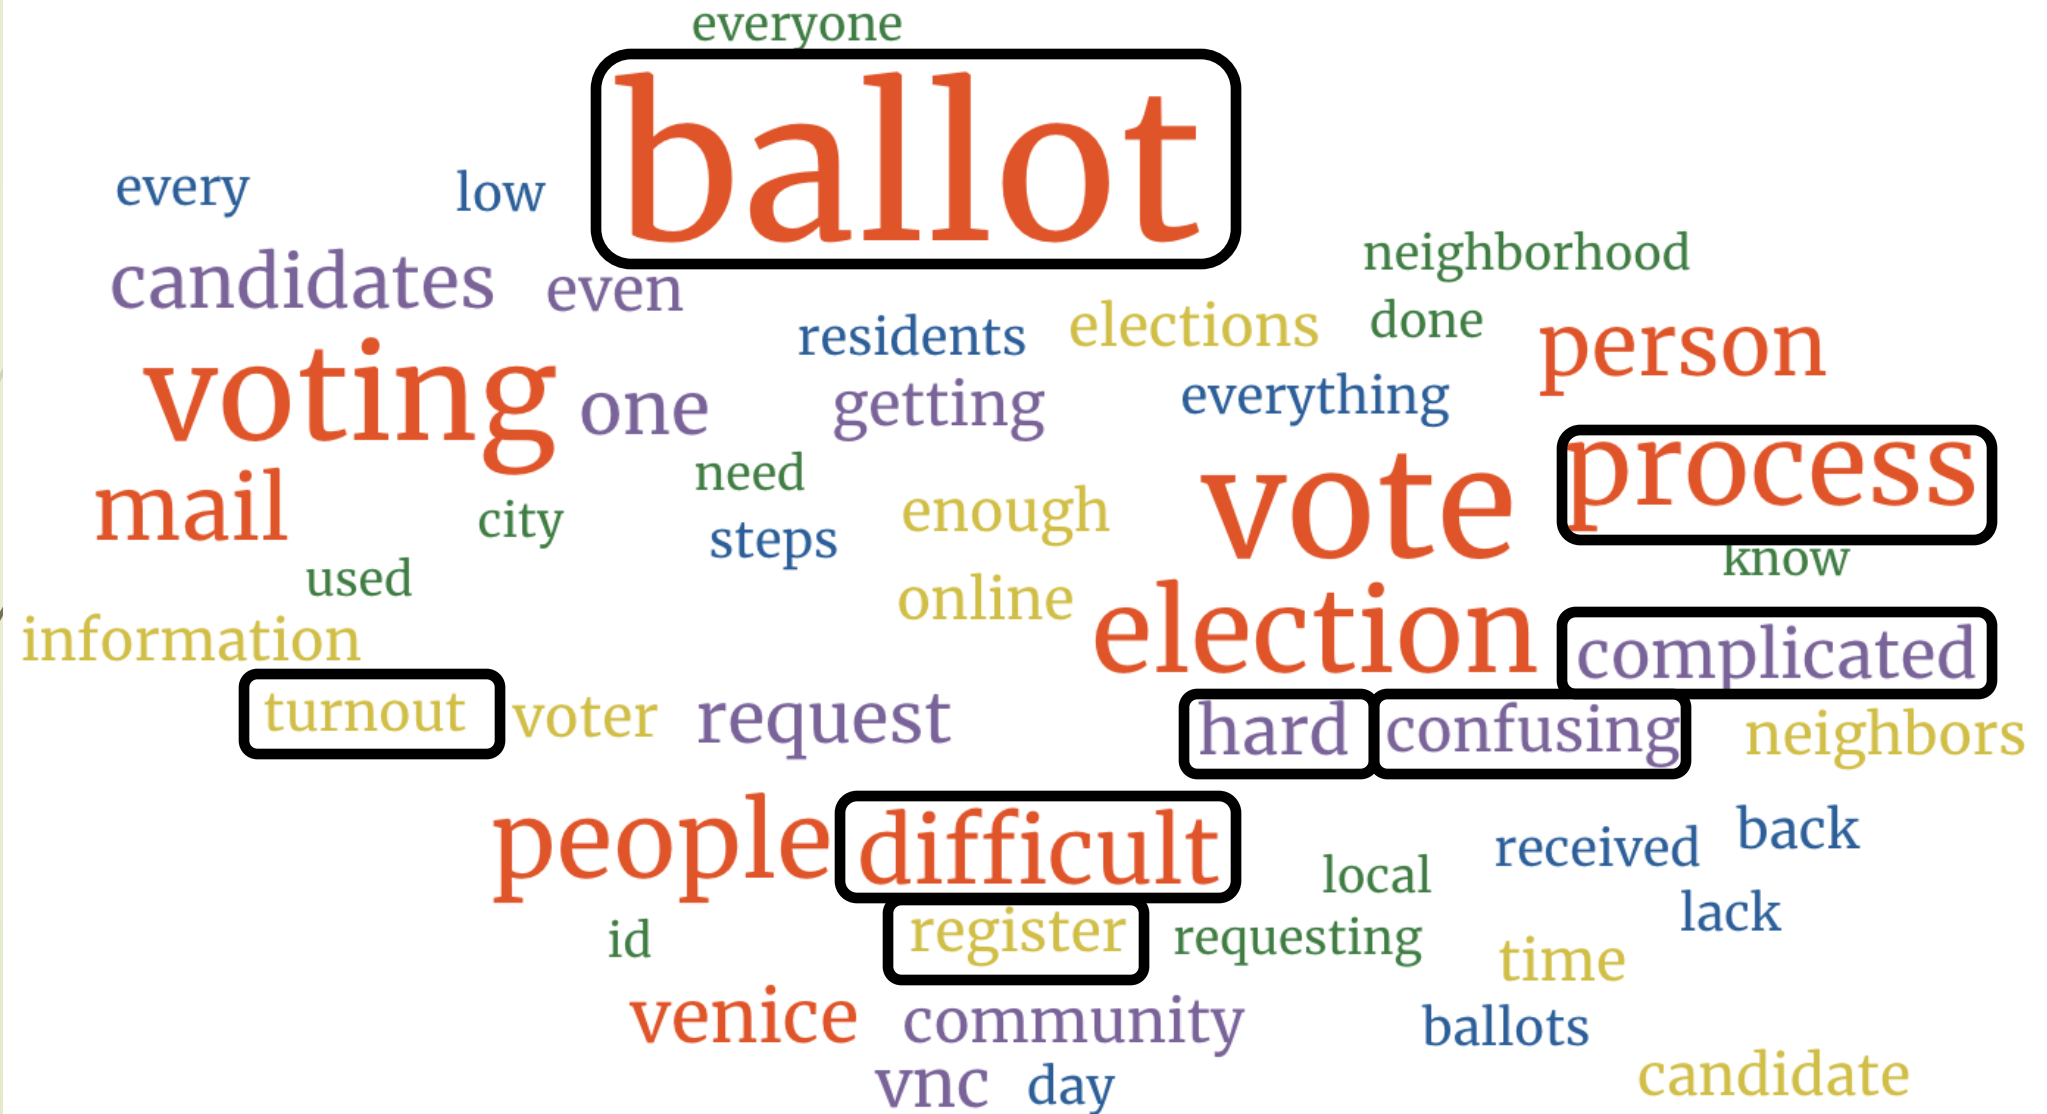 everyone
ballot
every low
candidates even
neighborhood
residents elections done person
voting one getting everything
mail city need steps enough vote process
used online election know
information complicated
turnout voter request hard confusing neighbors
people difficult local received back
id register requesting time lack
venice community ballots
vnc day candidate